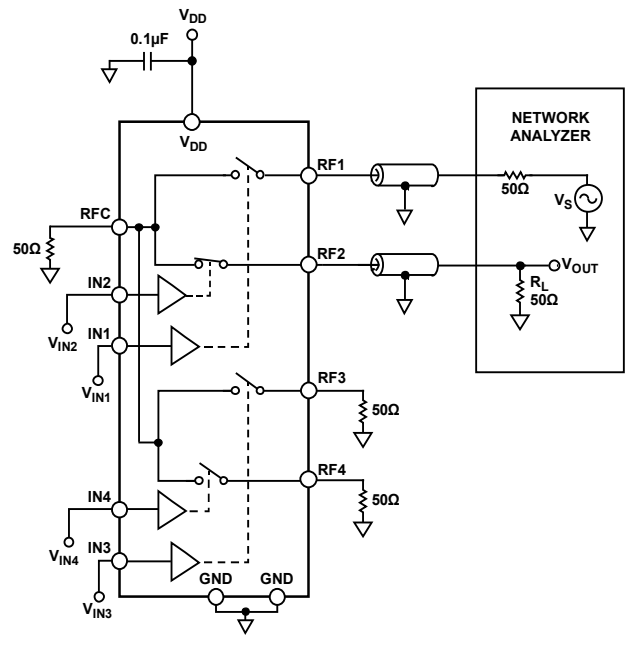 VDD
0.1µF
VDD
NETWORK
ANALYZER
RF1
50Ω
VS
RFC
50Ω
RF2
VOUT
RL
50Ω
IN2
VIN2
IN1
VIN1
RF3
50Ω
RF4
50Ω
IN4
VIN4
IN3
VIN3
GND
GND